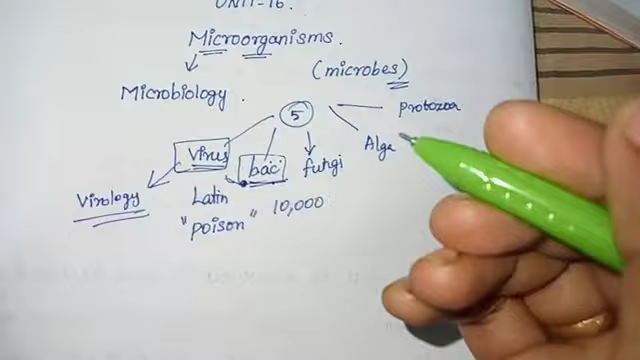 UNIT-16
Microorganisms.
(microbes)
Microbiology.
5
Protozoa
Virus
bac
fungi
Alga
Virology
Latin
"poison"
10,000